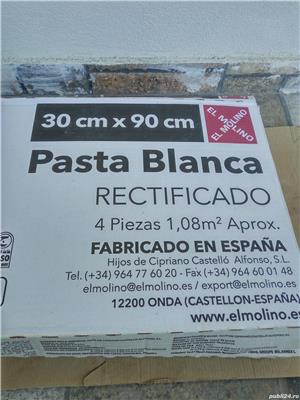 30 cm x 90 cm
EL MOLINO
EL MOLINO
Pasta Blanca
RECTIFICADO
4 Piezas 1,08m² Aprox.
FABRICADO EN ESPAÑA
Hijos de Cipriano Castelló Alfonso, S.L.
Tel. (+34) 964 77 60 20 - Fax (+34) 964 60 01 48
elmolino@elmolino.es / export@elmolino.es
12200 ONDA (CASTELLON-ESPAÑA)
www.elmolino.es
publi24.ro